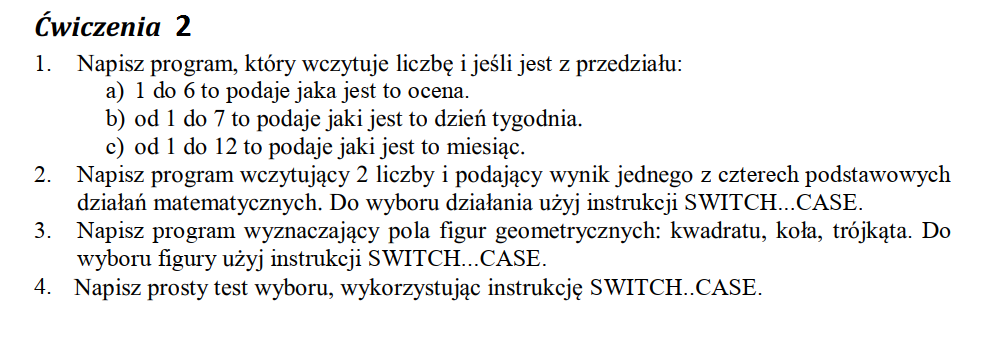 Ćwiczenia 2
1. Napisz program, który wczytuje liczbę i jeśli jest z przedziału:
a) 1 do 6 to podaje jaka jest to ocena.
b) od 1 do 7 to podaje jaki jest to dzień tygodnia.
c) od 1 do 12 to podaje jaki jest to miesiąc.
2. Napisz program wczytujący 2 liczby i podający wynik jednego z czterech podstawowych
działań matematycznych. Do wyboru działania użyj instrukcji SWITCH...CASE.
3. Napisz program wyznaczający pola figur geometrycznych: kwadratu, koła, trójkąta. Do
wyboru figury użyj instrukcji SWITCH...CASE.
4. Napisz prosty test wyboru, wykorzystując instrukcję SWITCH..CASE.